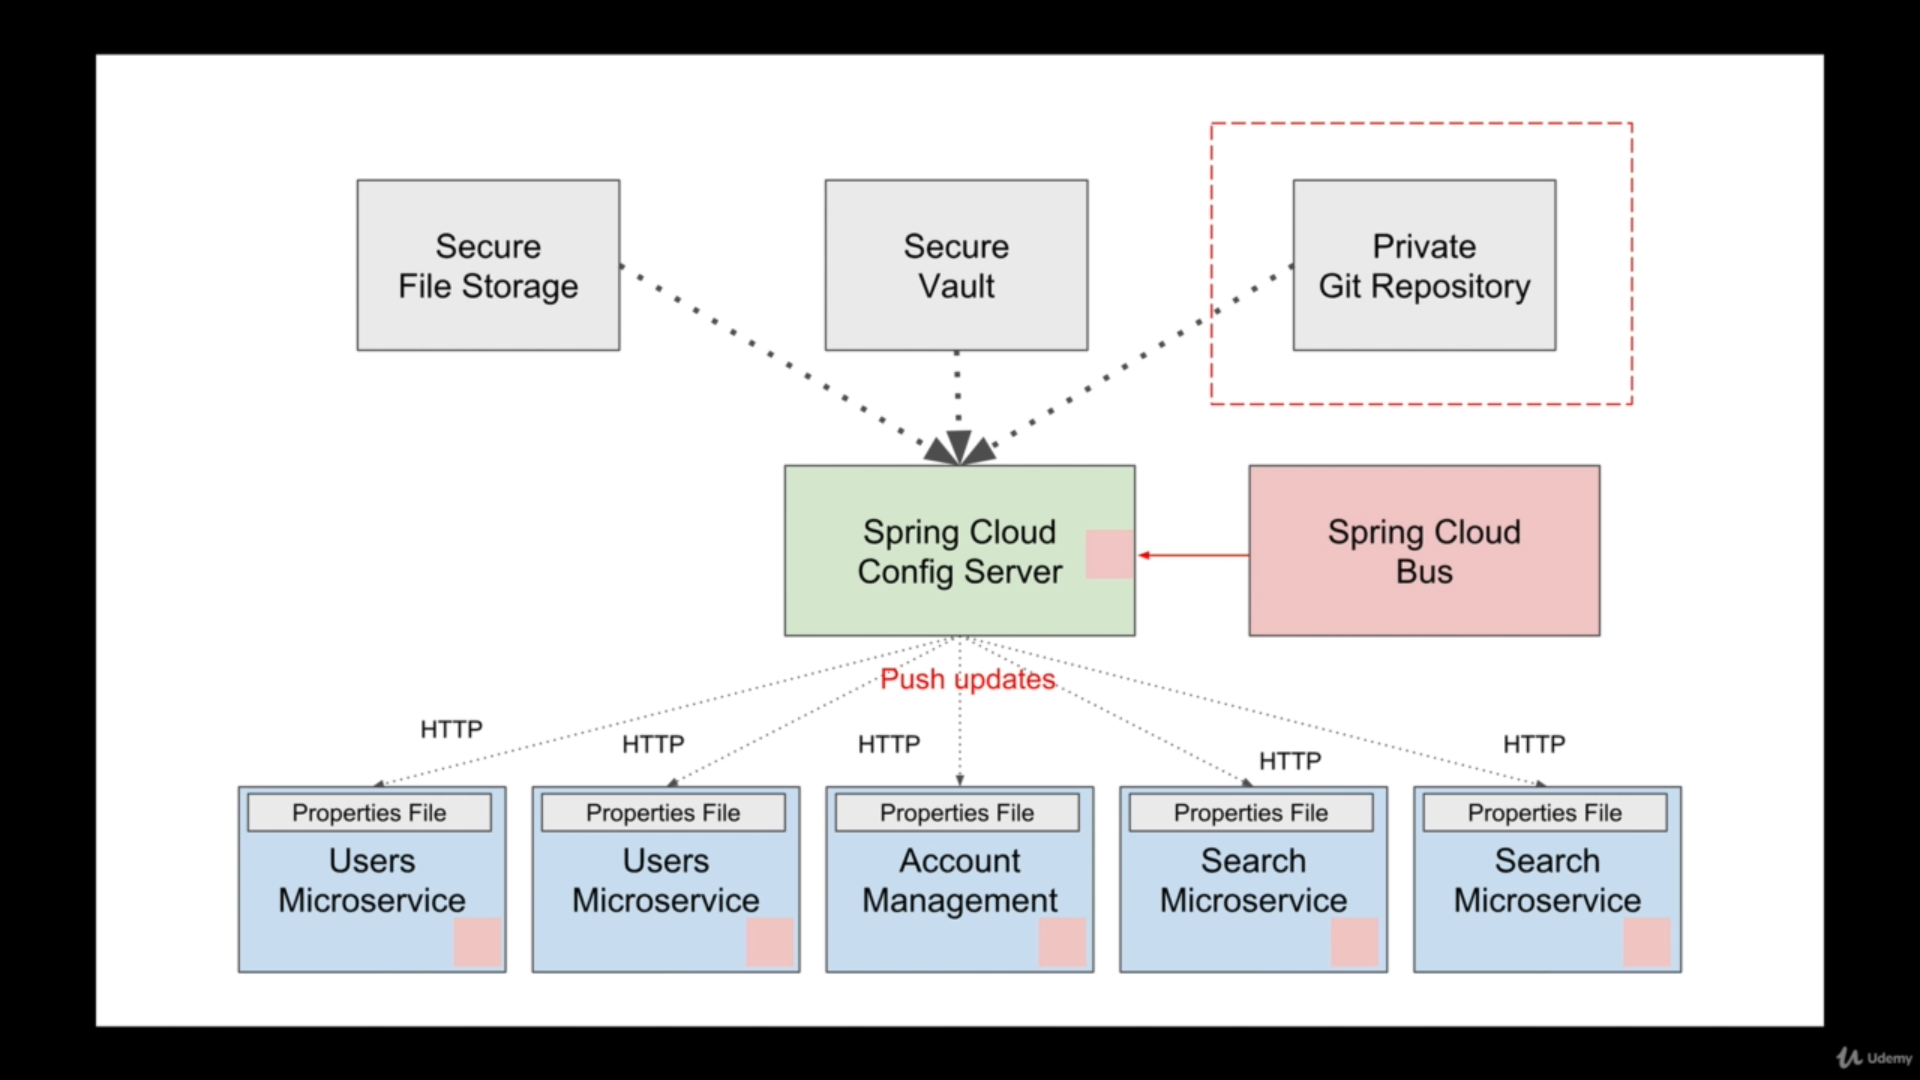 Secure
File Storage
Secure
Vault
Private
Git Repository
Spring Cloud
Config Server
Spring Cloud
Bus
Push updates
HTTP
HTTP
HTTP
HTTP
HTTP
Properties File
Users
Microservice
Properties File
Users
Microservice
Properties File
Account
Management
Properties File
Search
Microservice
Properties File
Search
Microservice
Udemy